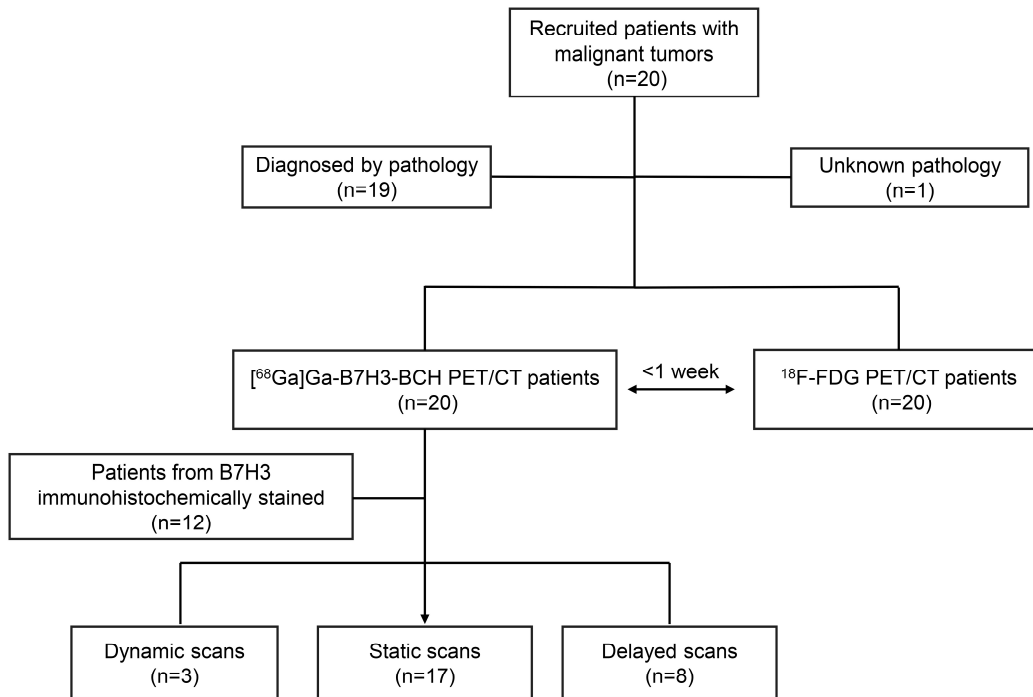 Recruited patients with
malignant tumors
(n=20)
Diagnosed by pathology
(n=19)
Unknown pathology
(n=1)
[⁶⁸Ga]Ga-B7H3-BCH PET/CT patients
(n=20)
<1 week
¹⁸F-FDG PET/CT patients
(n=20)
Patients from B7H3
immunohistochemically stained
(n=12)
Dynamic scans
(n=3)
Static scans
(n=17)
Delayed scans
(n=8)